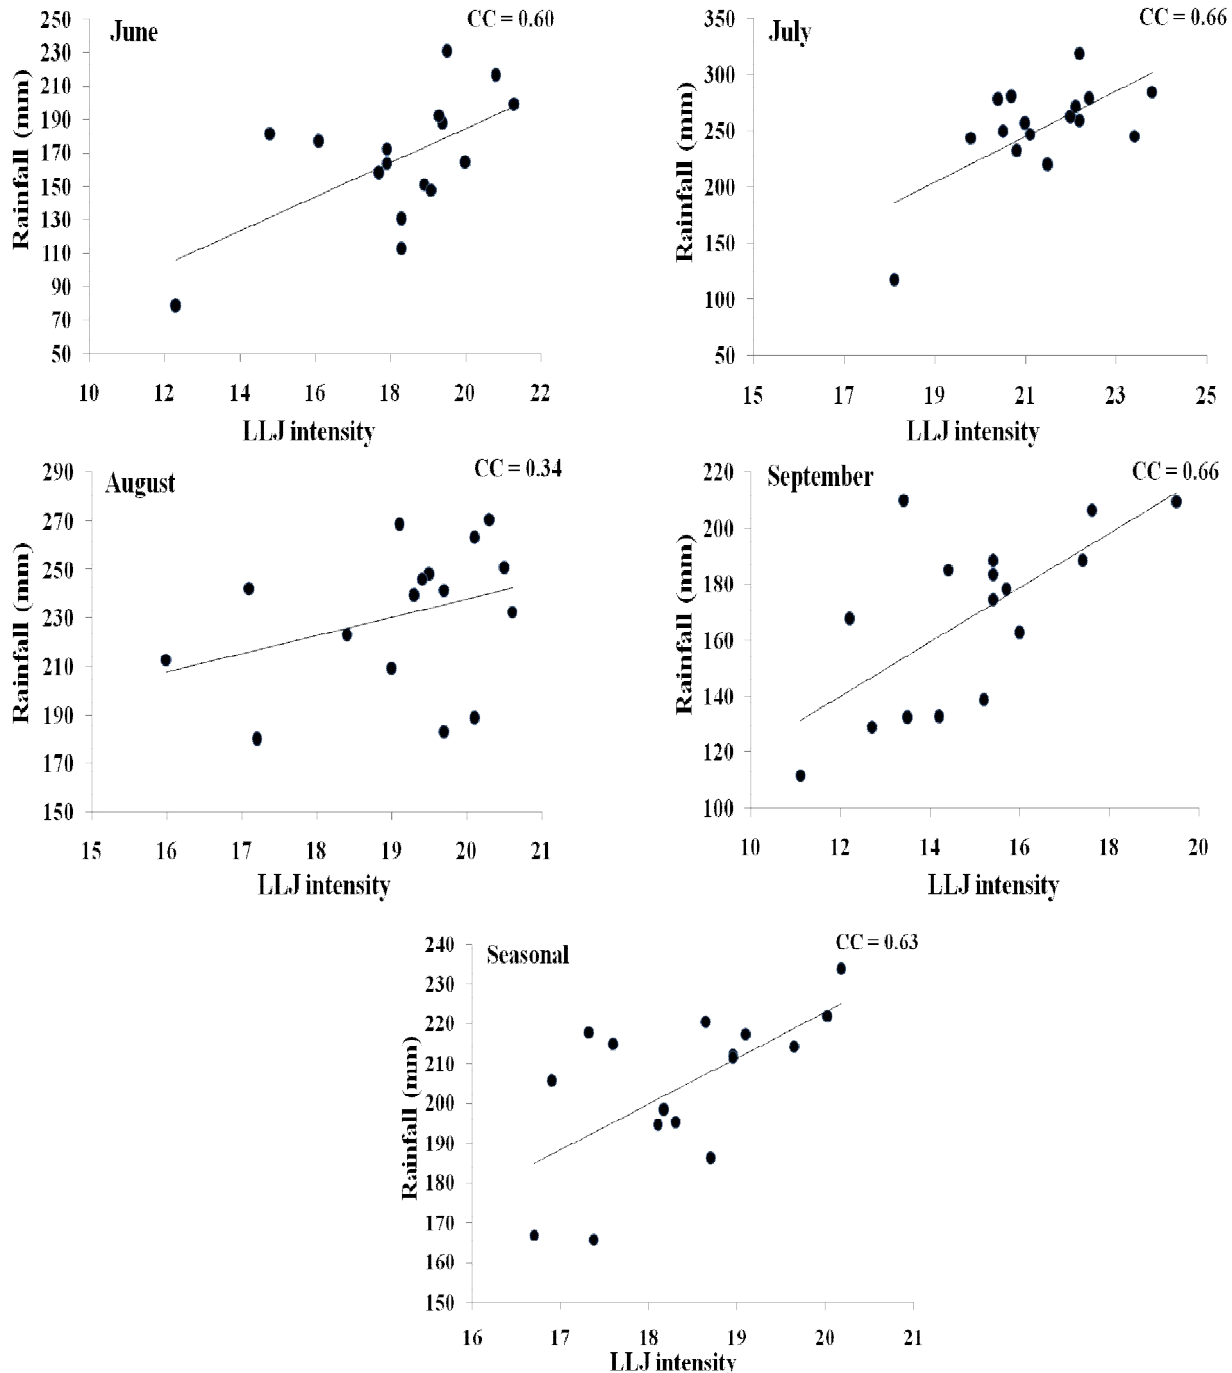 June
CC = 0.60
Rainfall (mm)
250
230
210
190
170
150
130
110
90
70
50
10 12 14 16 18 20 22
LLJ intensity
July
CC = 0.66
Rainfall (mm)
350
300
250
200
150
100
50
15 17 19 21 23 25
LLJ intensity
August
CC = 0.34
Rainfall (mm)
290
270
250
230
210
190
170
150
15 16 17 18 19 20 21
LLJ intensity
September
CC = 0.66
Rainfall (mm)
220
200
180
160
140
120
100
10 12 14 16 18 20
LLJ intensity
Seasonal
CC = 0.63
Rainfall (mm)
240
230
220
210
200
190
180
170
160
150
16 17 18 19 20 21
LLJ intensity